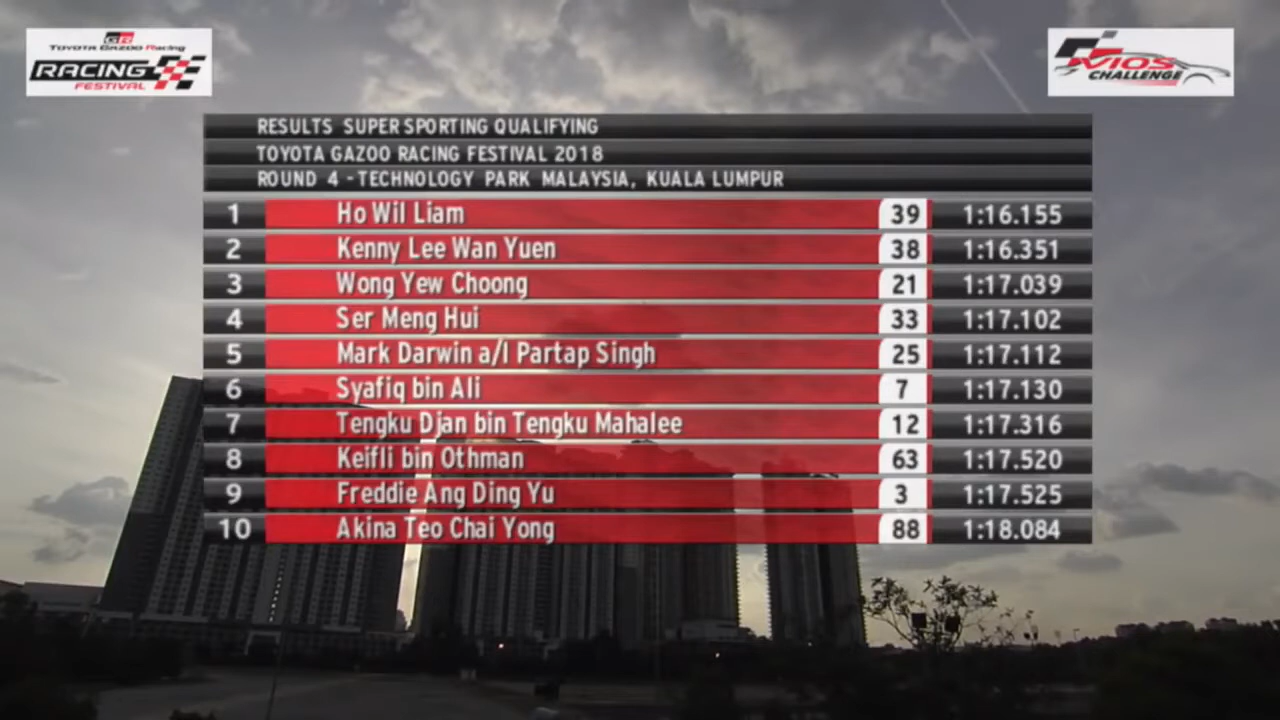 GR
TOYOTA GAZOO Racing
RACING
FESTIVAL
VIOS
CHALLENGE
RESULTS SUPER SPORTING QUALIFYING
TOYOTA GAZOO RACING FESTIVAL 2018
ROUND 4 - TECHNOLOGY PARK MALAYSIA, KUALA LUMPUR
1 Ho Wil Liam 39 1:16.155
2 Kenny Lee Wan Yuen 38 1:16.351
3 Wong Yew Choong 21 1:17.039
4 Ser Meng Hui 33 1:17.102
5 Mark Darwin a/l Partap Singh 25 1:17.112
6 Syafiq bin Ali 7 1:17.130
7 Tengku Djan bin Tengku Mahalee 12 1:17.316
8 Keifli bin Othman 63 1:17.520
9 Freddie Ang Ding Yu 3 1:17.525
10 Akina Teo Chai Yong 88 1:18.084